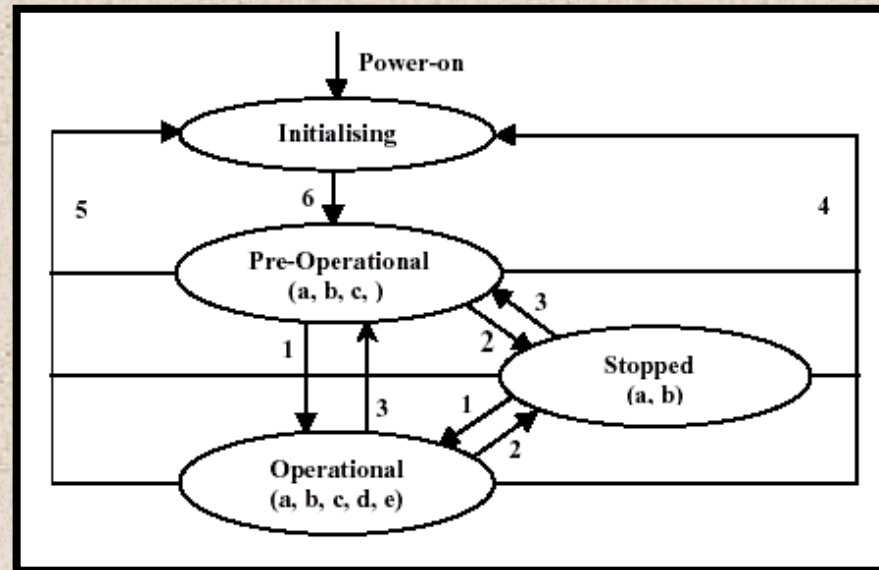 Power-on
Initialising
6
5
4
Pre-Operational
(a, b, c, )
3
2
1
Stopped
(a, b)
3
1
2
Operational
(a, b, c, d, e)